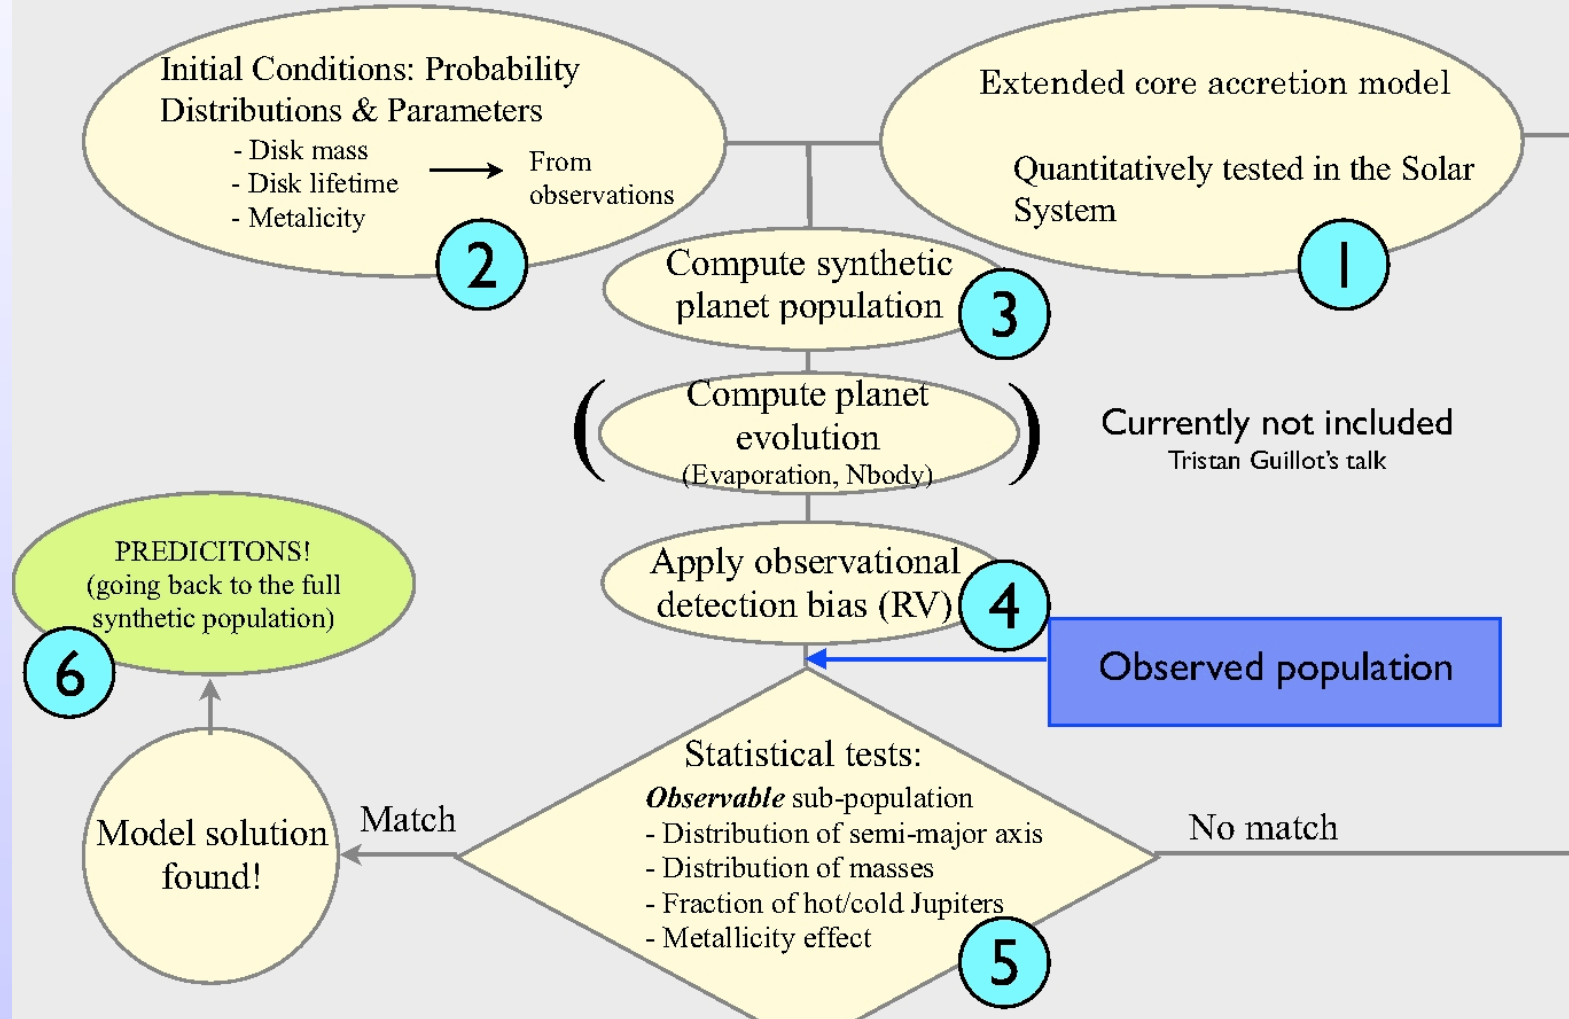 Initial Conditions: Probability
Distributions & Parameters
- Disk mass
- Disk lifetime
- Metalicity
From
observations
2
Extended core accretion model
Quantitatively tested in the Solar
System
1
Compute synthetic
planet population
3
( Compute planet
evolution
(Evaporation, Nbody) )
Currently not included
Tristan Guillot's talk
Apply observational
detection bias (RV)
4
Observed population
PREDICITONS!
(going back to the full
synthetic population)
6
Statistical tests:
Observable sub-population
- Distribution of semi-major axis
- Distribution of masses
- Fraction of hot/cold Jupiters
- Metallicity effect
5
Match
No match
Model solution
found!